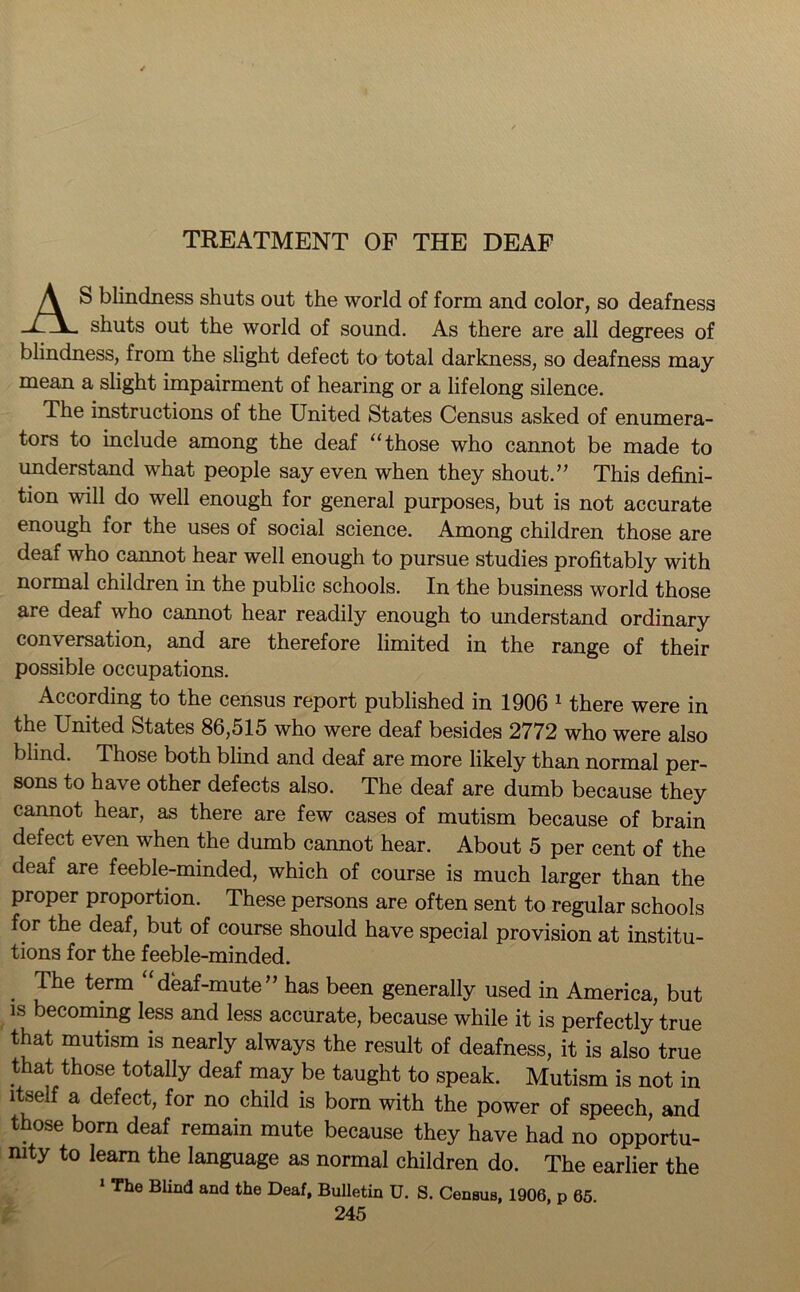 TREATMENT OF THE DEAF
AS blindness shuts out the world of form and color, so deafness
shuts out the world of sound. As there are all degrees of
blindness, from the slight defect to total darkness, so deafness may
mean a slight impairment of hearing or a lifelong silence.
The instructions of the United States Census asked of enumera-
tors to include among the deaf “those who cannot be made to
understand what people say even when they shout.” This defini-
tion will do well enough for general purposes, but is not accurate
enough for the uses of social science. Among children those are
deaf who cannot hear well enough to pursue studies profitably with
normal children in the public schools. In the business world those
are deaf who cannot hear readily enough to understand ordinary
conversation, and are therefore limited in the range of their
possible occupations.
According to the census report published in 1906 ¹ there were in
the United States 86,515 who were deaf besides 2772 who were also
blind. Those both blind and deaf are more likely than normal per-
sons to have other defects also. The deaf are dumb because they
cannot hear, as there are few cases of mutism because of brain
defect even when the dumb cannot hear. About 5 per cent of the
deaf are feeble-minded, which of course is much larger than the
proper proportion. These persons are often sent to regular schools
for the deaf, but of course should have special provision at institu-
tions for the feeble-minded.
The term “deaf-mute” has been generally used in America, but
is becoming less and less accurate, because while it is perfectly true
that mutism is nearly always the result of deafness, it is also true
that those totally deaf may be taught to speak. Mutism is not in
itself a defect, for no child is born with the power of speech, and
those born deaf remain mute because they have had no opportu-
nity to learn the language as normal children do. The earlier the
¹ The Blind and the Deaf, Bulletin U. S. Census, 1906, p 65.
245